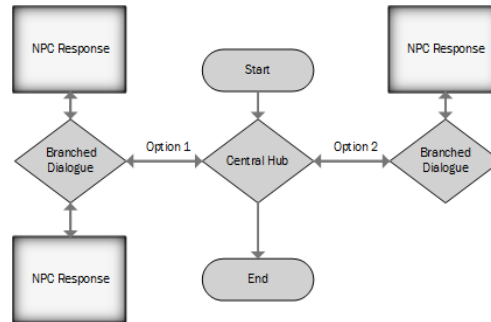 NPC Response
NPC Response
Start
Branched
Dialogue
Option 1
Central Hub
Option 2
Branched
Dialogue
NPC Response
End